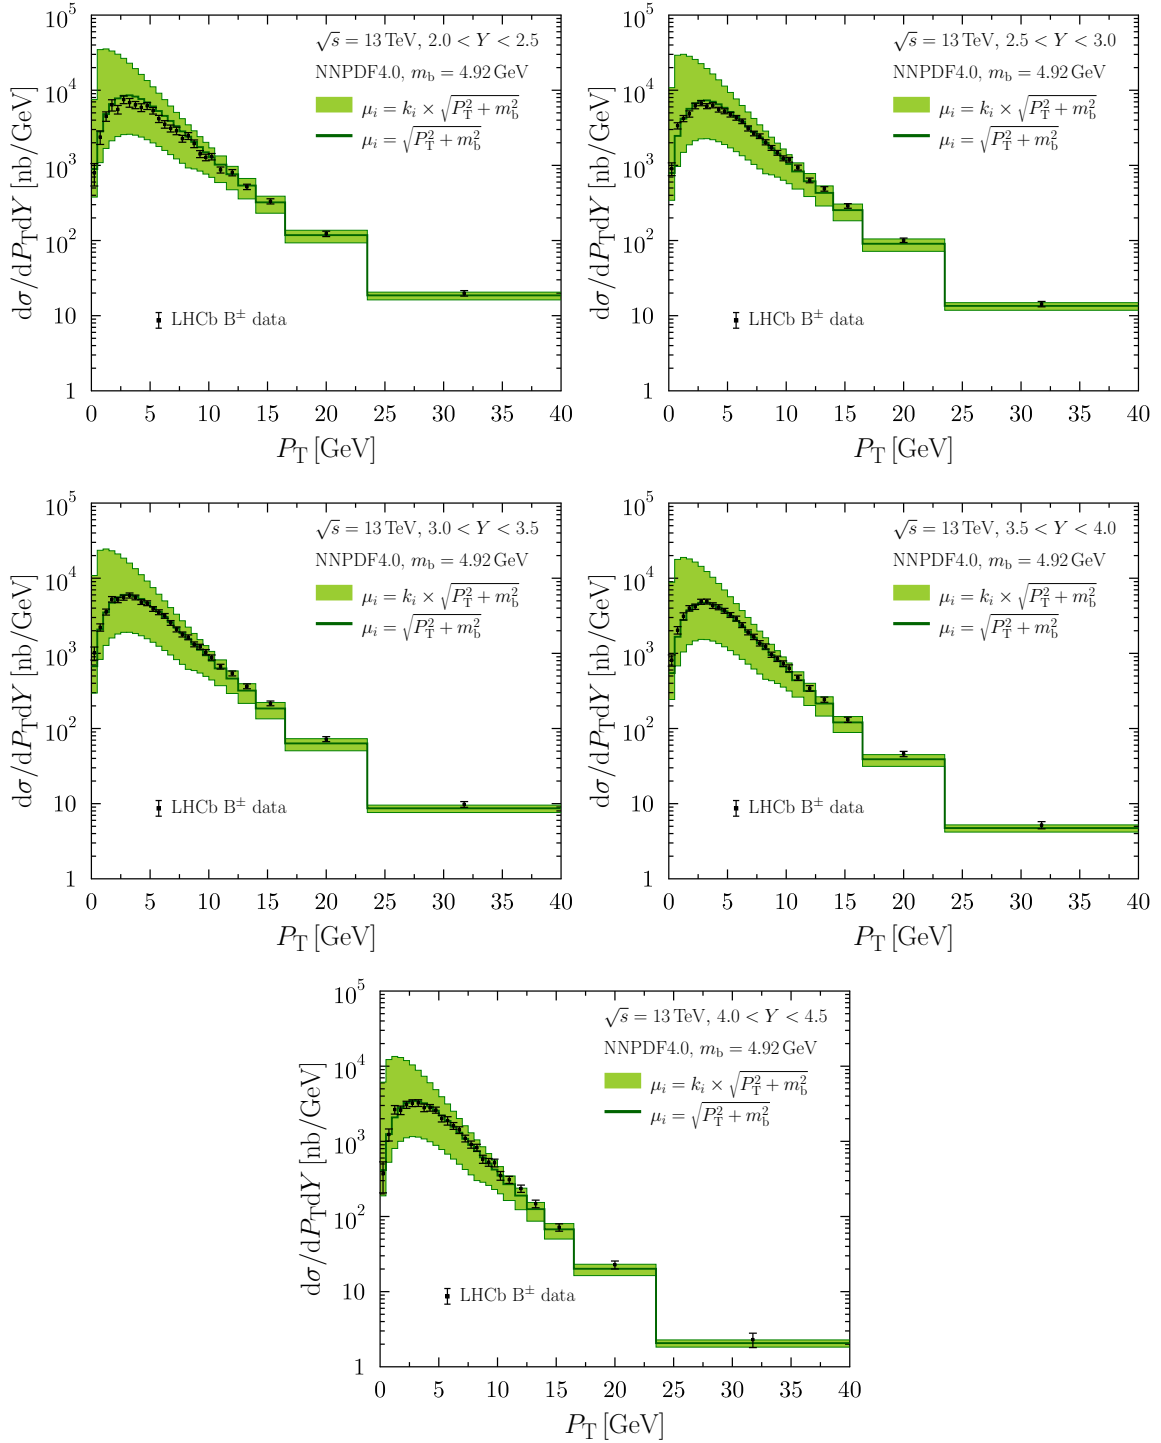 10^5
10^4
10^3
10^2
10
1
dσ/dP_T dY [nb/GeV]
√s = 13 TeV, 2.0 < Y < 2.5
NNPDF4.0, m_b = 4.92 GeV
μ_i = k_i × √(P_T^2 + m_b^2)
μ_i = √(P_T^2 + m_b^2)
LHCb B^± data
0 5 10 15 20 25 30 35 40
P_T [GeV]
10^5
10^4
10^3
10^2
10
1
dσ/dP_T dY [nb/GeV]
√s = 13 TeV, 2.5 < Y < 3.0
NNPDF4.0, m_b = 4.92 GeV
μ_i = k_i × √(P_T^2 + m_b^2)
μ_i = √(P_T^2 + m_b^2)
LHCb B^± data
0 5 10 15 20 25 30 35 40
P_T [GeV]
10^5
10^4
10^3
10^2
10
1
dσ/dP_T dY [nb/GeV]
√s = 13 TeV, 3.0 < Y < 3.5
NNPDF4.0, m_b = 4.92 GeV
μ_i = k_i × √(P_T^2 + m_b^2)
μ_i = √(P_T^2 + m_b^2)
LHCb B^± data
0 5 10 15 20 25 30 35 40
P_T [GeV]
10^5
10^4
10^3
10^2
10
1
dσ/dP_T dY [nb/GeV]
√s = 13 TeV, 3.5 < Y < 4.0
NNPDF4.0, m_b = 4.92 GeV
μ_i = k_i × √(P_T^2 + m_b^2)
μ_i = √(P_T^2 + m_b^2)
LHCb B^± data
0 5 10 15 20 25 30 35 40
P_T [GeV]
10^5
10^4
10^3
10^2
10
1
dσ/dP_T dY [nb/GeV]
√s = 13 TeV, 4.0 < Y < 4.5
NNPDF4.0, m_b = 4.92 GeV
μ_i = k_i × √(P_T^2 + m_b^2)
μ_i = √(P_T^2 + m_b^2)
LHCb B^± data
0 5 10 15 20 25 30 35 40
P_T [GeV]